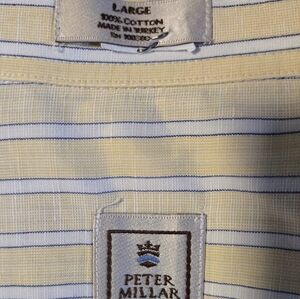 LARGE
100% COTTON
MADE IN TURKEY
PETER
MILLAR